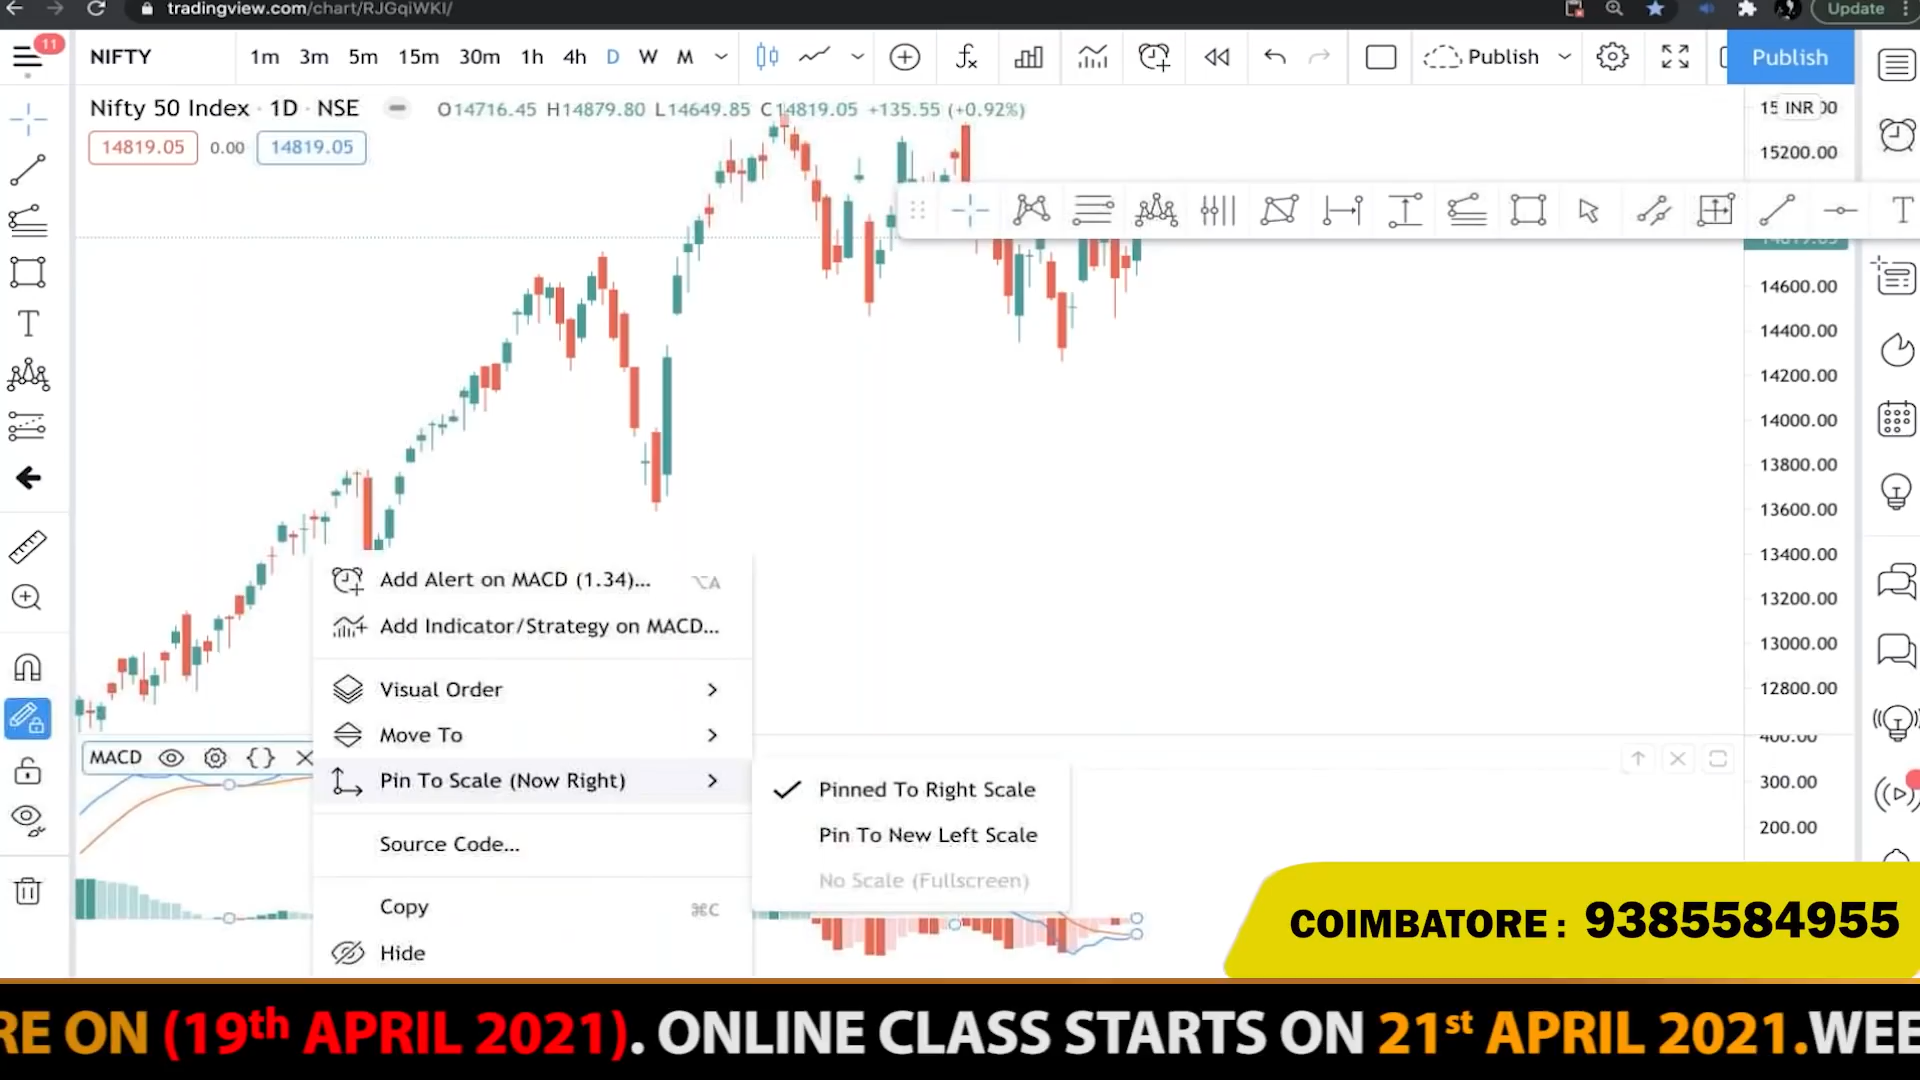 tradingview.com/chart/RJGqiWKI/
Update
11
NIFTY
1m 3m 5m 15m 30m 1h 4h D W M
Publish
Publish
Nifty 50 Index · 1D · NSE
O14716.45 H14879.80 L14649.85 C14819.05 +135.55 (+0.92%)
INR
14819.05 0.00 14819.05
15200.00
14600.00
14400.00
14200.00
14000.00
13800.00
13600.00
13400.00
13200.00
13000.00
12800.00
400.00
300.00
200.00
Add Alert on MACD (1.34)... ⌥A
Add Indicator/Strategy on MACD...
Visual Order
Move To
MACD
Pin To Scale (Now Right)
Pinned To Right Scale
Pin To New Left Scale
No Scale (Fullscreen)
Source Code...
Copy ⌘C
Hide
COIMBATORE : 9385584955
RE ON (19th APRIL 2021). ONLINE CLASS STARTS ON 21st APRIL 2021.WEE